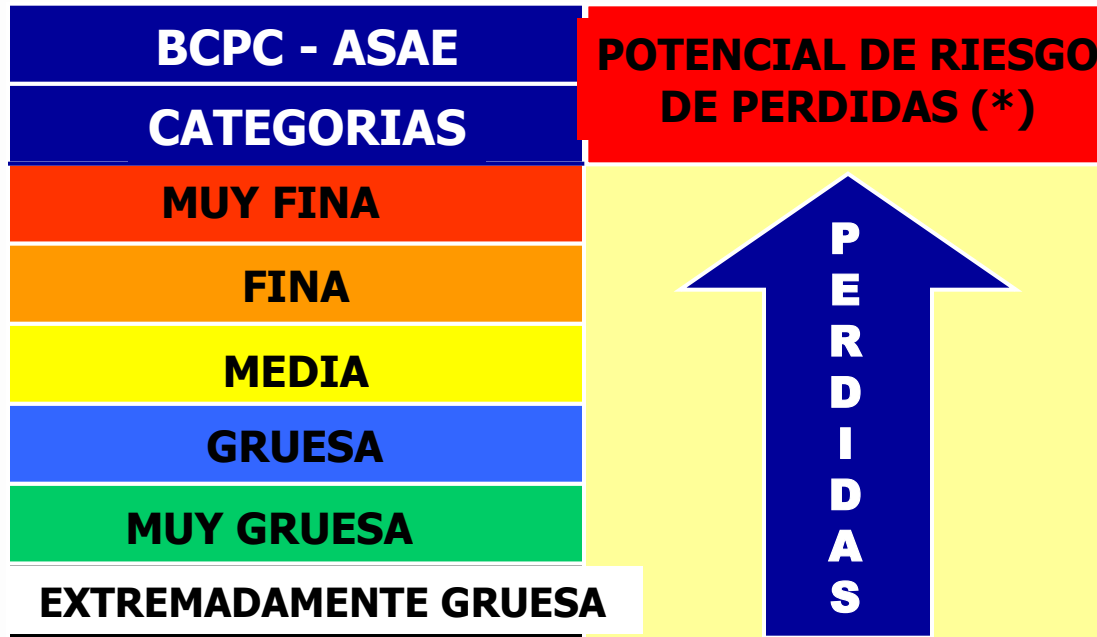 BCPC - ASAE
CATEGORIAS
POTENCIAL DE RIESGO
DE PERDIDAS (*)
MUY FINA
FINA
MEDIA
GRUESA
MUY GRUESA
EXTREMADAMENTE GRUESA
P
E
R
D
I
D
A
S